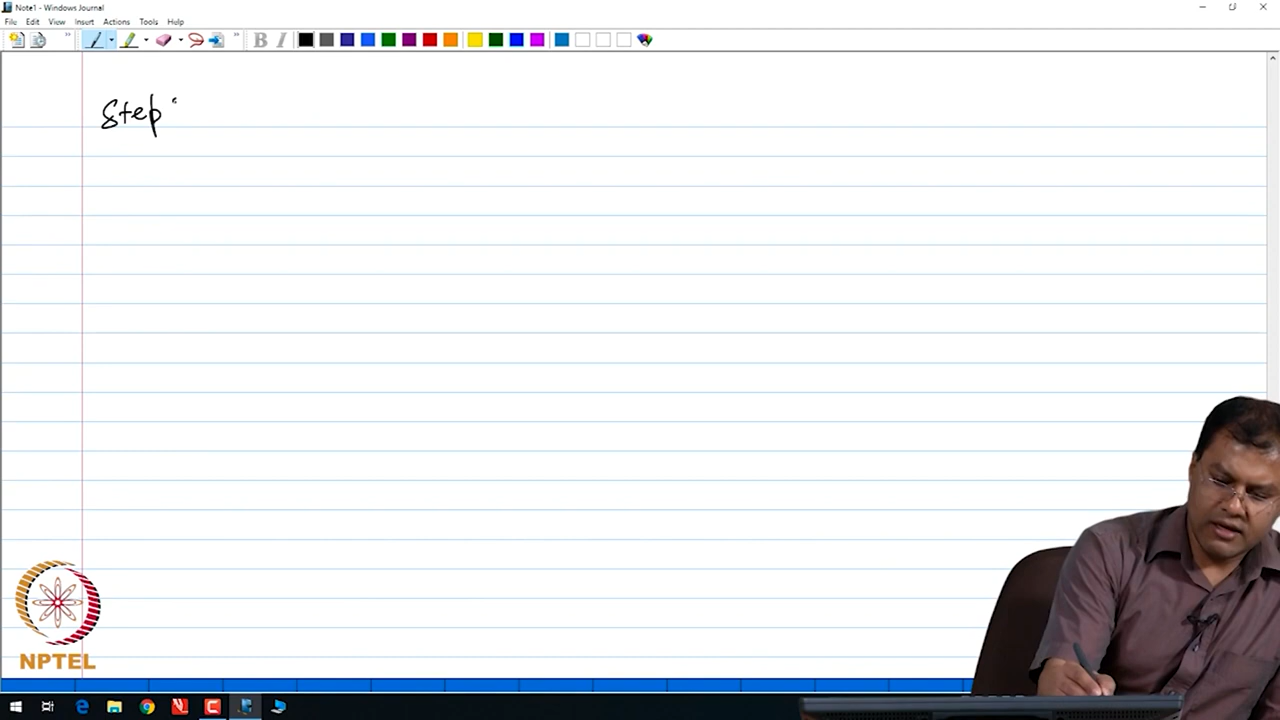 Note1 - Windows Journal
File Edit View Insert Actions Tools Help
B I
Step
NPTEL